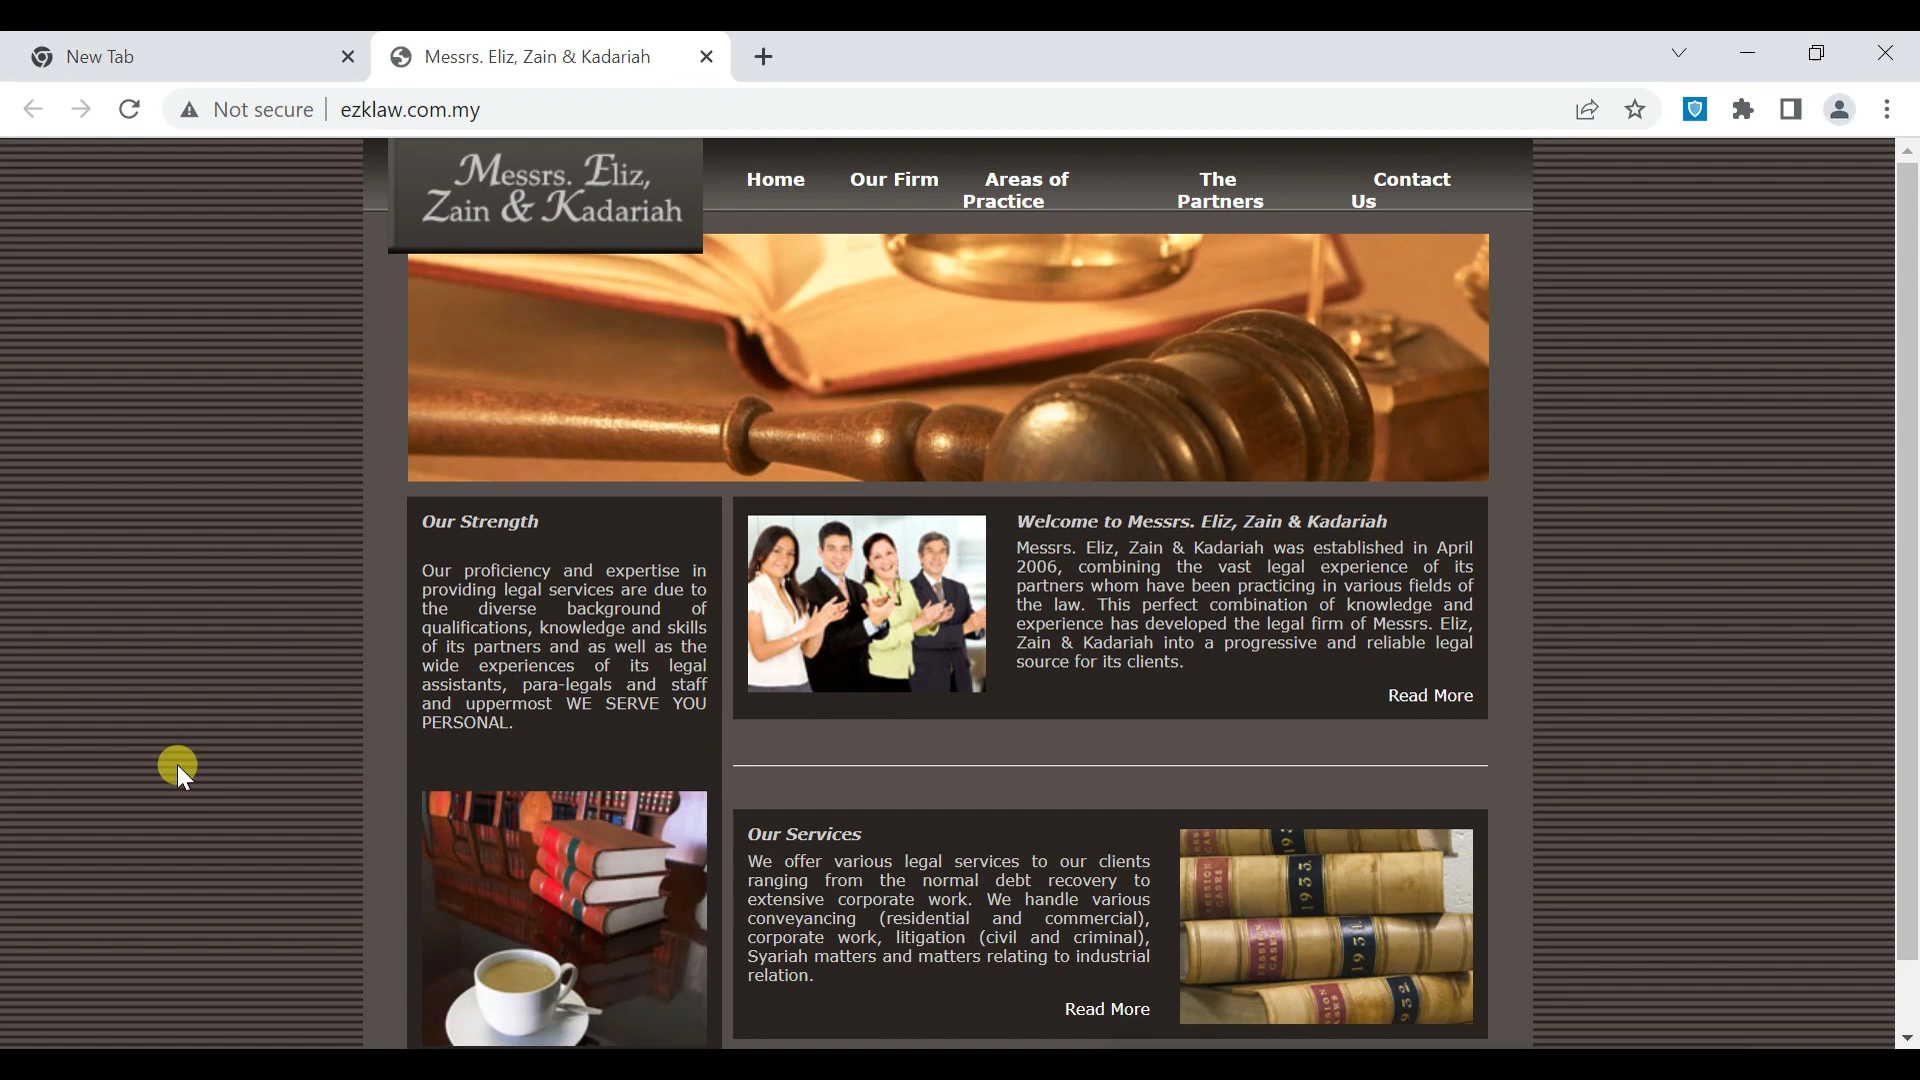 New Tab
Messrs. Eliz, Zain & Kadariah
Not secure
ezklaw.com.my
Messrs. Eliz,
Zain & Kadariah
Home
Our Firm
Areas of
Practice
The
Partners
Contact
Us
Our Strength
Our proficiency and expertise in
providing legal services are due to
the diverse background of
qualifications, knowledge and skills
of its partners and as well as the
wide experiences of its legal
assistants, para-legals and staff
and uppermost WE SERVE YOU
PERSONAL.
Welcome to Messrs. Eliz, Zain & Kadariah
Messrs. Eliz, Zain & Kadariah was established in April
2006, combining the vast legal experience of its
partners whom have been practicing in various fields of
the law. This perfect combination of knowledge and
experience has developed the legal firm of Messrs. Eliz,
Zain & Kadariah into a progressive and reliable legal
source for its clients.
Read More
Our Services
We offer various legal services to our clients
ranging from the normal debt recovery to
extensive corporate work. We handle various
conveyancing (residential and commercial),
corporate work, litigation (civil and criminal),
Syariah matters and matters relating to industrial
relation.
Read More
SESSION
CASES
1933
SESSION
CASES
1931
SESSION
CASES
1932